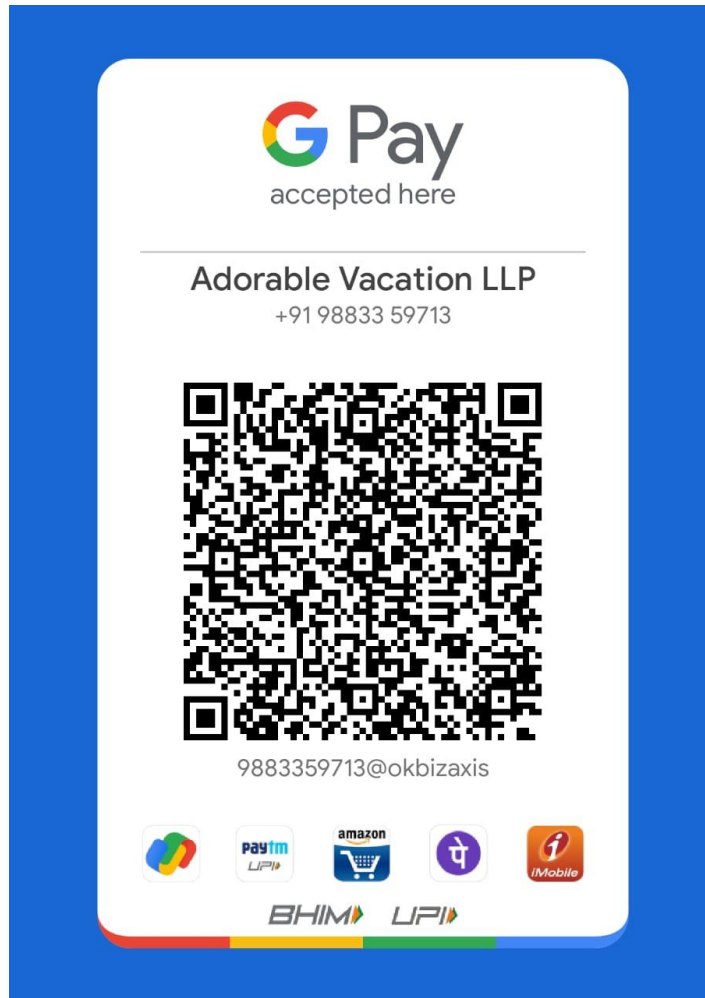 G Pay
accepted here
Adorable Vacation LLP
+91 98833 59713
9883359713@okbizaxis
paytm
UPI
amazon
पे
i
iMobile
BHIM UPI